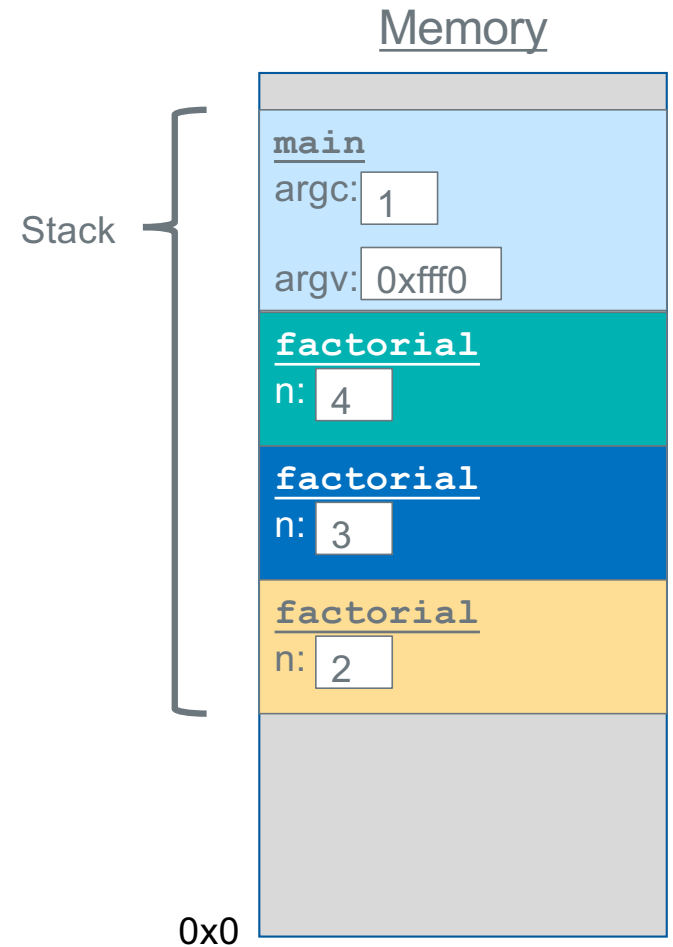 Memory
Stack
main
argc: 1
argv: 0xfff0
factorial
n: 4
factorial
n: 3
factorial
n: 2
0x0